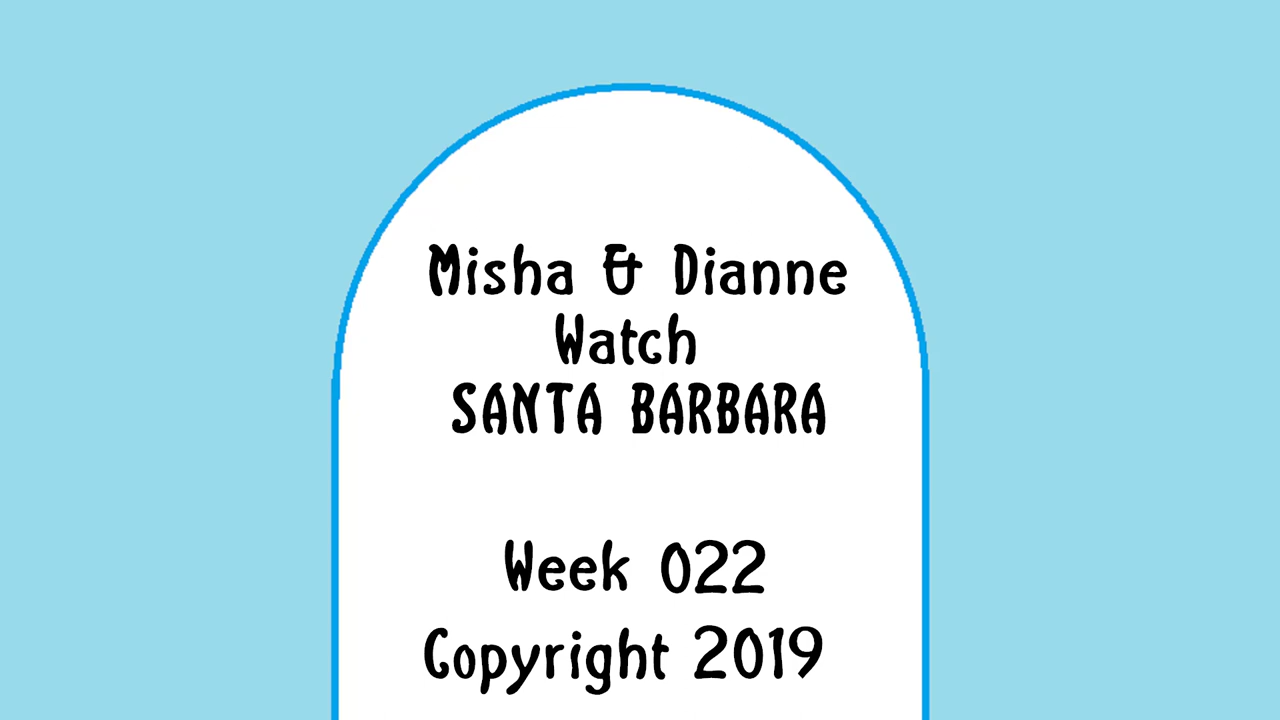 Misha & Dianne
Watch
SANTA BARBARA
Week 022
Copyright 2019